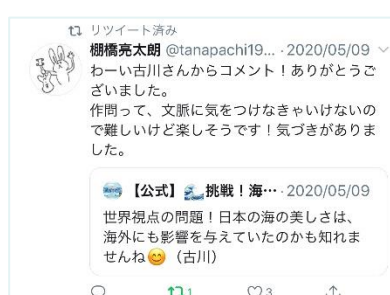 リツイート済み
棚橋亮太朗 @tanapachi19... · 2020/05/09
わーい古川さんからコメント！ありがとうご
ざいました。
作問って、文脈に気をつけなきゃいけないの
で難しいけど楽しそうです！気づきがありま
した。
【公式】🌊挑戦！海… · 2020/05/09
世界視点の問題！日本の海の美しさは、
海外にも影響を与えていたのかも知れま
せんね😊（古川）
1 3